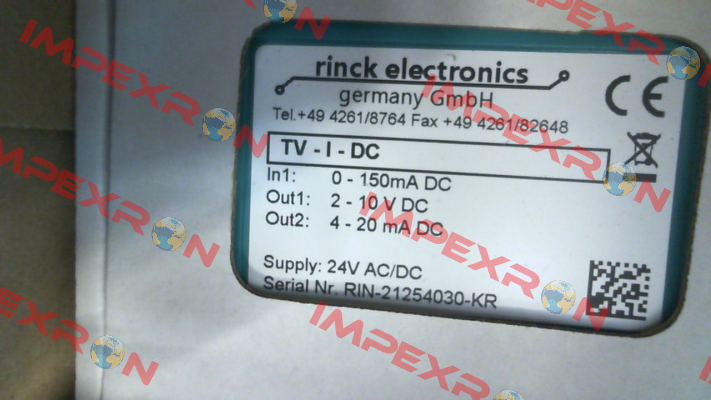 rinck electronics
germany GmbH
Tel.+49 4261/8764 Fax +49 4261/82648
CE
TV - I - DC
In1: 0 - 150mA DC
Out1: 2 - 10 V DC
Out2: 4 - 20 mA DC
Supply: 24V AC/DC
Serial Nr. RIN-21254030-KR
IMPEXRON
IMPEXRON
IMPEXRON
IMPEXRON
IMPEXRON
IMPEXRON